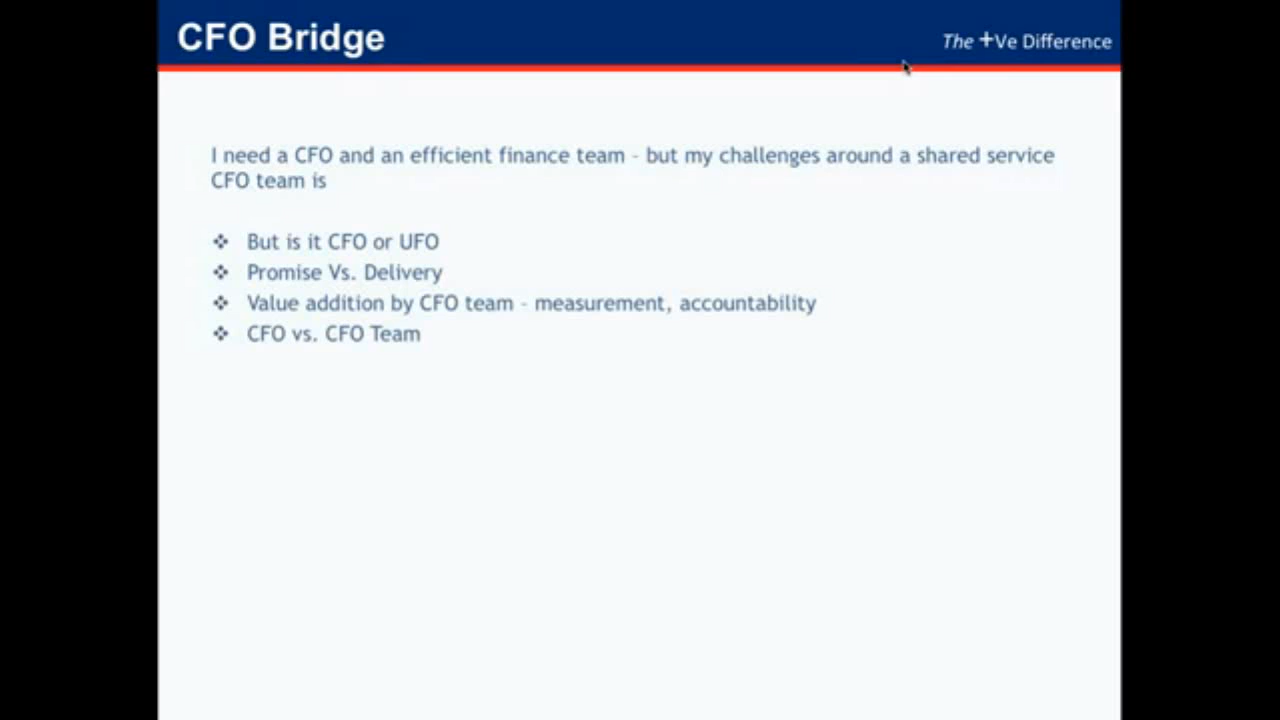 CFO Bridge
The +Ve Difference
I need a CFO and an efficient finance team - but my challenges around a shared service
CFO team is
❖ But is it CFO or UFO
❖ Promise Vs. Delivery
❖ Value addition by CFO team - measurement, accountability
❖ CFO vs. CFO Team